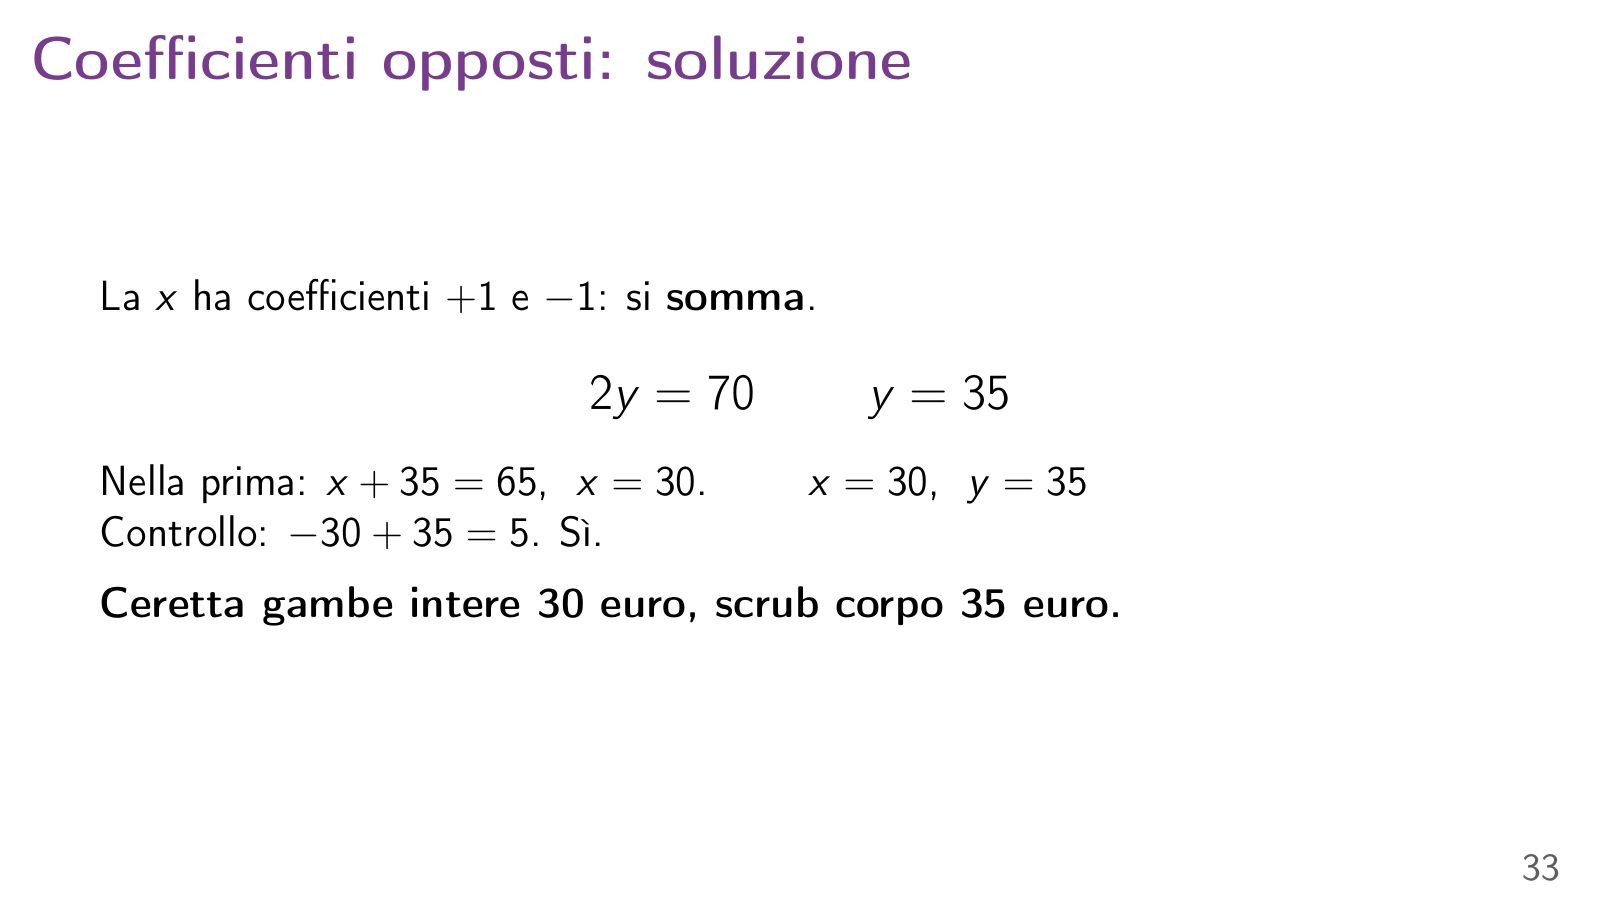 Coefficienti opposti: soluzione
La x ha coefficienti +1 e −1: si somma.
2y = 70 y = 35
Nella prima: x + 35 = 65, x = 30. x = 30, y = 35
Controllo: −30 + 35 = 5. Sì.
Ceretta gambe intere 30 euro, scrub corpo 35 euro.
33